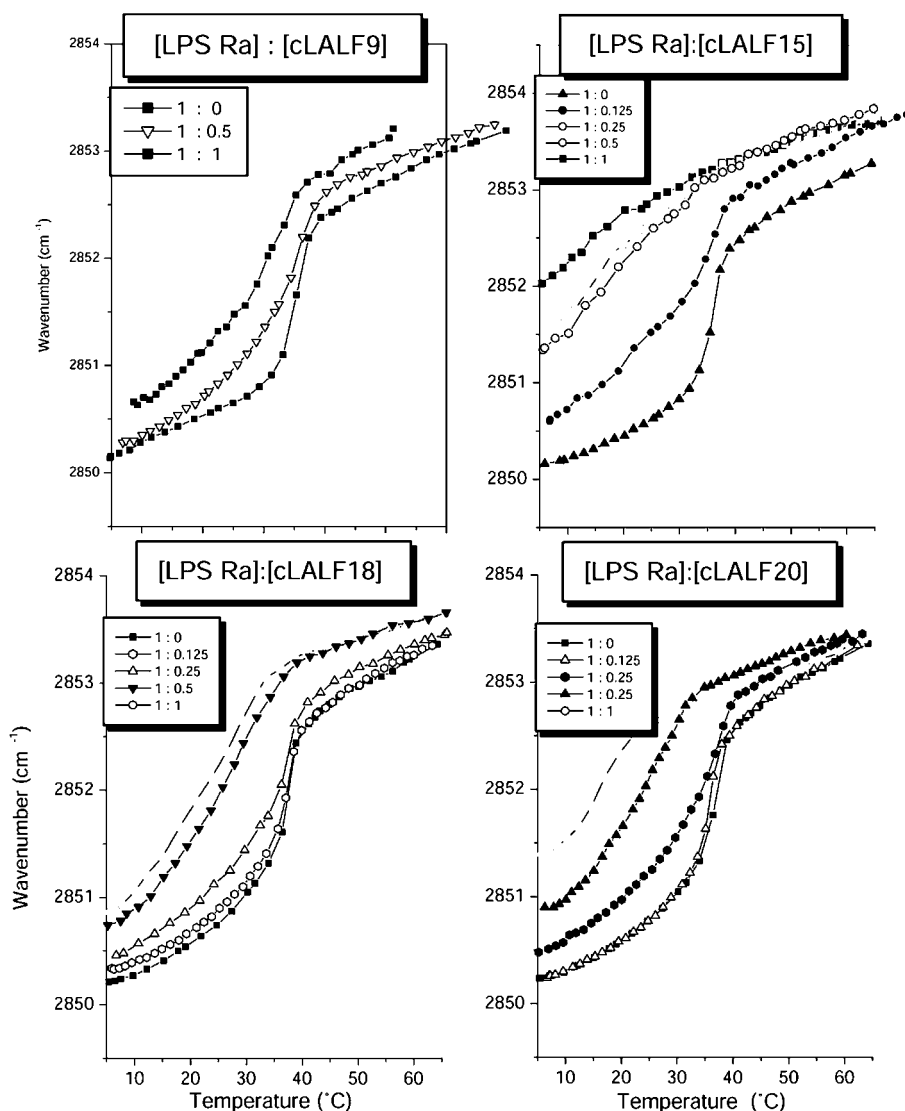 [LPS Ra] : [cLALF9]
1 : 0
1 : 0.5
1 : 1
2854
2853
2852
2851
2850
Wavenumber (cm⁻¹)
[LPS Ra]:[cLALF15]
1 : 0
1 : 0.125
1 : 0.25
1 : 0.5
1 : 1
2854
2853
2852
2851
2850
[LPS Ra]:[cLALF18]
1 : 0
1 : 0.125
1 : 0.25
1 : 0.5
1 : 1
2854
2853
2852
2851
2850
Wavenumber (cm⁻¹)
10 20 30 40 50 60
Temperature (˚C)
[LPS Ra]:[cLALF20]
1 : 0
1 : 0.125
1 : 0.25
1 : 0.25
1 : 1
2854
2853
2852
2851
2850
10 20 30 40 50 60
Temperature (˚C)